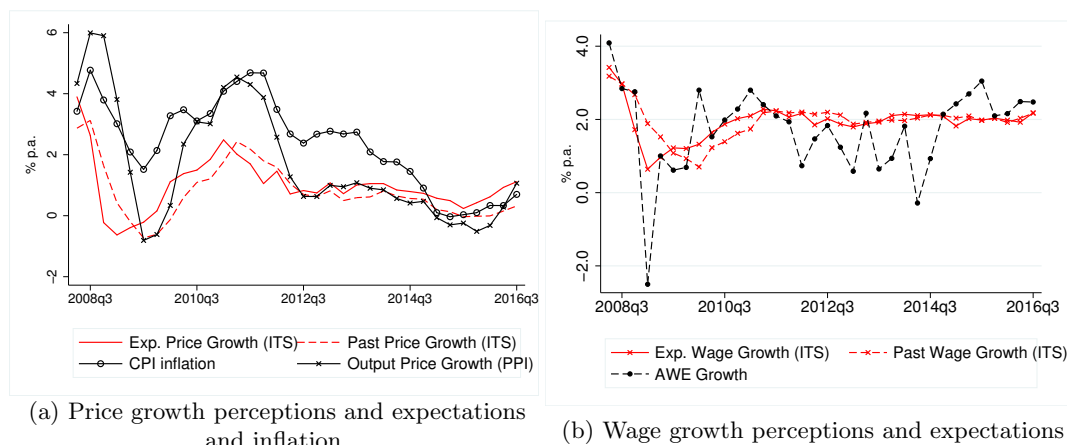 % p.a.
6
4
2
0
−2
2008q3 2010q3 2012q3 2014q3 2016q3
Exp. Price Growth (ITS) Past Price Growth (ITS)
CPI inflation Output Price Growth (PPI)
(a) Price growth perceptions and expectations
and inflation
% p.a.
4.0
2.0
0.0
−2.0
2008q3 2010q3 2012q3 2014q3 2016q3
Exp. Wage Growth (ITS) Past Wage Growth (ITS)
AWE Growth
(b) Wage growth perceptions and expectations